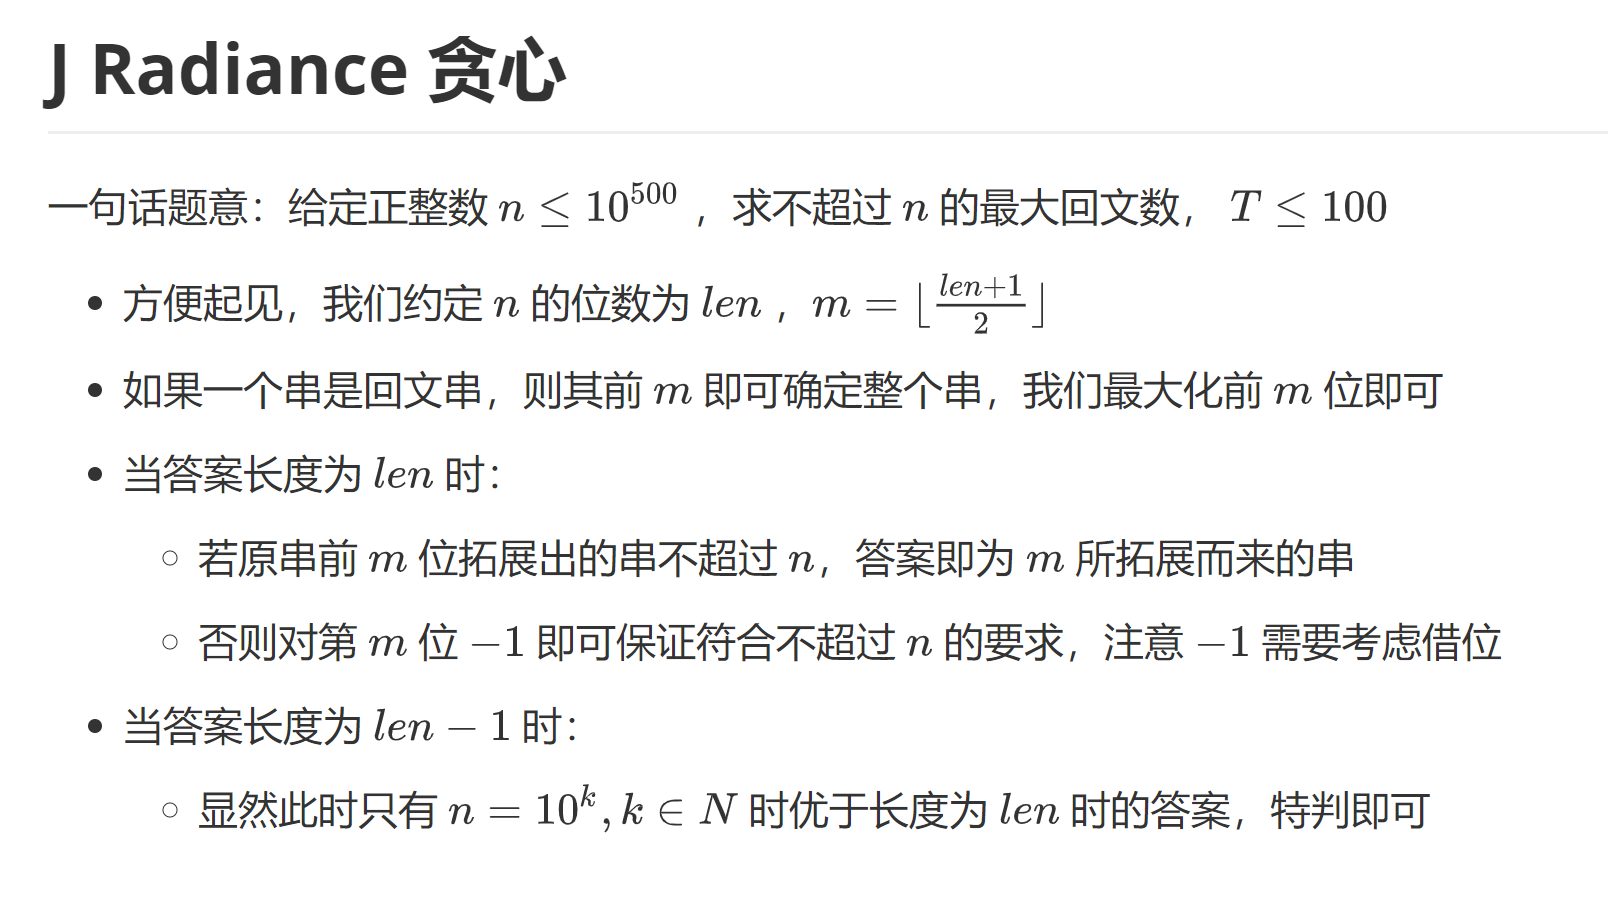 J Radiance 贪心
一句话题意：给定正整数 $n \leq 10^{500}$ ，求不超过 $n$ 的最大回文数， $T \leq 100$
• 方便起见，我们约定 $n$ 的位数为 $len$ ，$m = \lfloor \frac{len+1}{2} \rfloor$
• 如果一个串是回文串，则其前 $m$ 即可确定整个串，我们最大化前 $m$ 位即可
• 当答案长度为 $len$ 时：
◦ 若原串前 $m$ 位拓展出的串不超过 $n$，答案即为 $m$ 所拓展而来的串
◦ 否则对第 $m$ 位 $-1$ 即可保证符合不超过 $n$ 的要求，注意 $-1$ 需要考虑借位
• 当答案长度为 $len - 1$ 时：
◦ 显然此时只有 $n = 10^k, k \in N$ 时优于长度为 $len$ 时的答案，特判即可